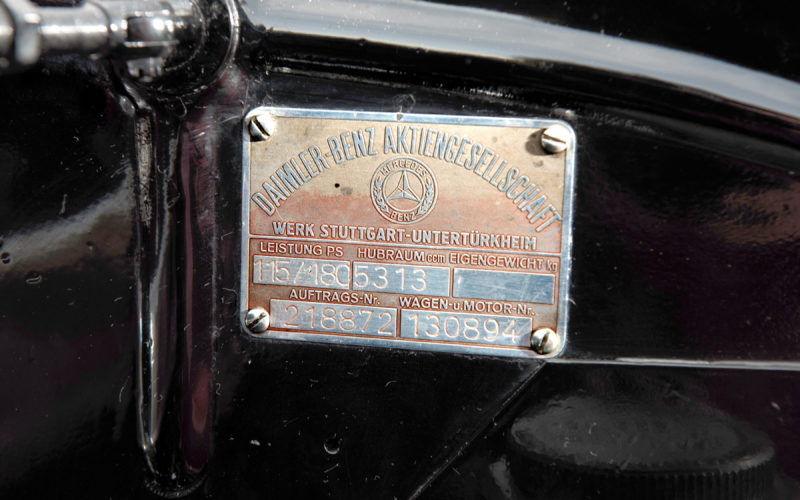 DAIMLER-BENZ AKTIENGESELLSCHAFT
MERCEDES
BENZ
WERK STUTTGART-UNTERTÜRKHEIM
LEISTUNG PS HUBRAUM ccm EIGENGEWICHT kg
115/180 5313
AUFTRAGS-Nr. WAGEN-u.MOTOR-Nr.
218872 130894